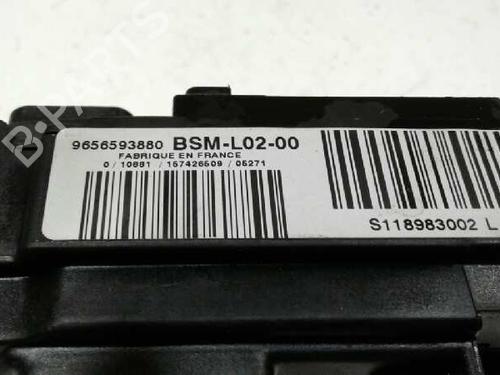 B-PARTS
9656593880 BSM-L02-00
FABRIQUE EN FRANCE
0 / 10881 / 157426509 / 05271
S118983002 L